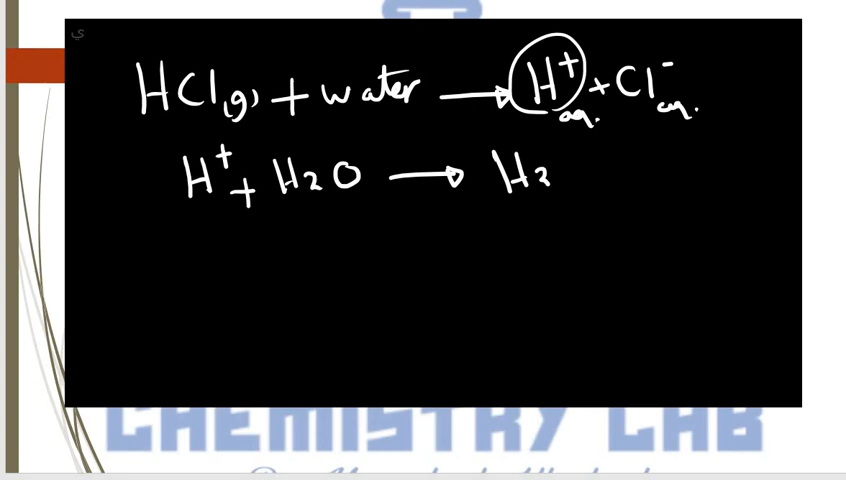 ي
HCl(g) + water → H⁺aq. + Cl⁻aq.
H⁺ + H₂O → H₃
CHEMISTRY LAB